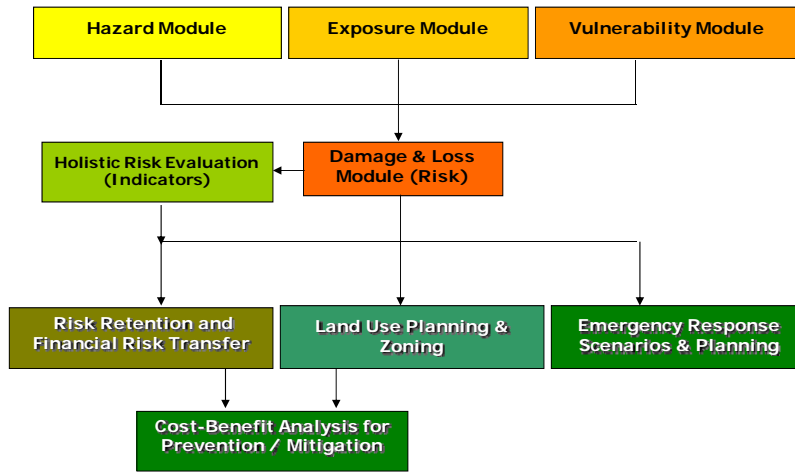 Hazard Module
Exposure Module
Vulnerability Module
Holistic Risk Evaluation
(Indicators)
Damage & Loss
Module (Risk)
Risk Retention and
Financial Risk Transfer
Land Use Planning &
Zoning
Emergency Response
Scenarios & Planning
Cost-Benefit Analysis for
Prevention / Mitigation